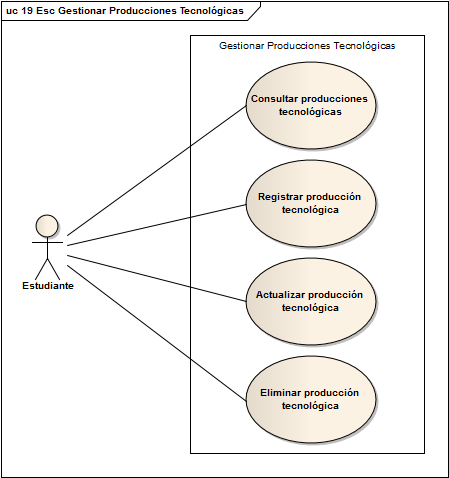 uc 19 Esc Gestionar Producciones Tecnológicas
Gestionar Producciones Tecnológicas
Consultar producciones
tecnológicas
Registrar producción
tecnológica
Estudiante
Actualizar producción
tecnológica
Eliminar producción
tecnológica